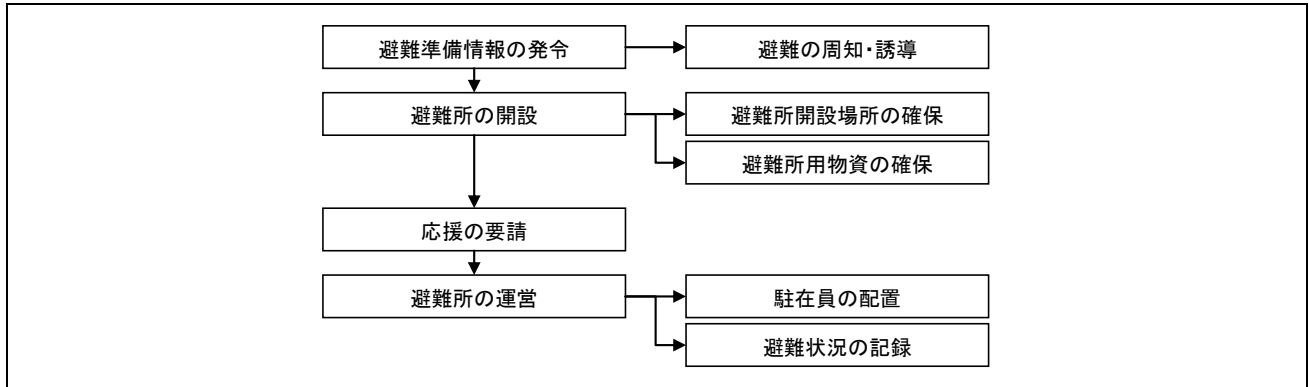 避難準備情報の発令
避難の周知・誘導
避難所の開設
避難所開設場所の確保
避難所用物資の確保
応援の要請
避難所の運営
駐在員の配置
避難状況の記録